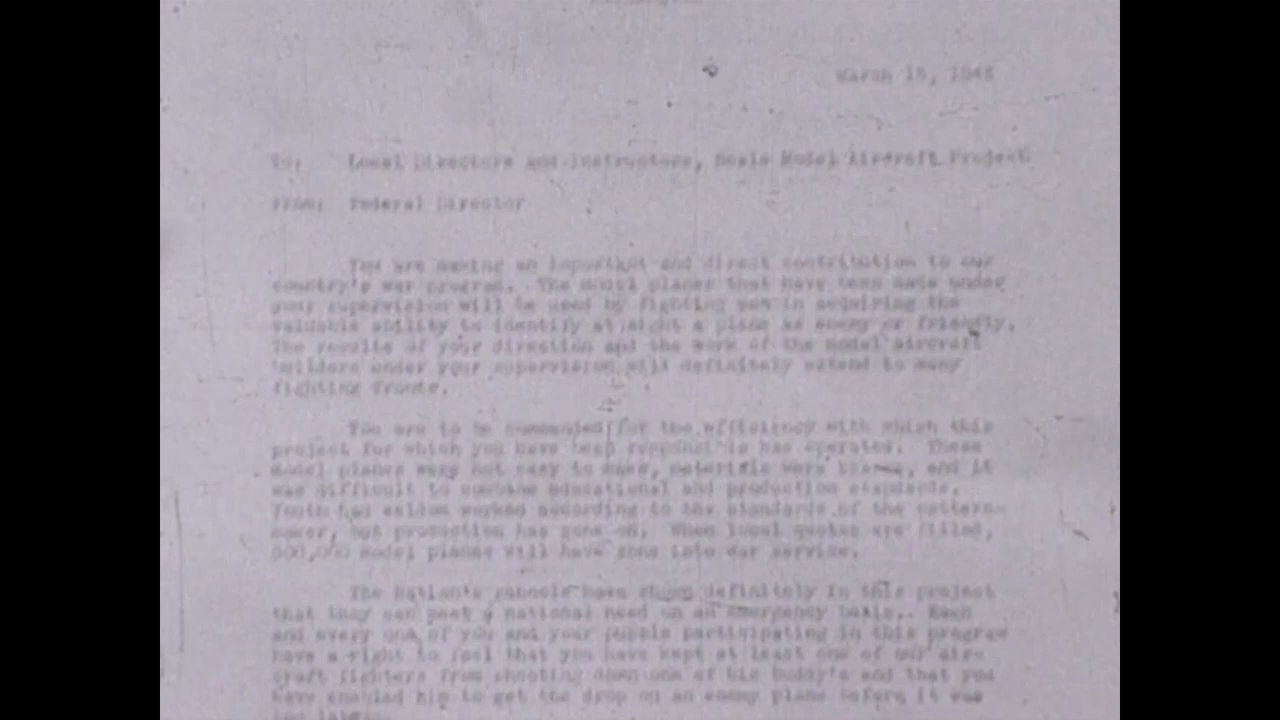 March 18, 194
To: Local Directors and Instructors, Scale Model Aircraft Project
From: Federal Director
You are making an important and direct contribution to our
country's war program. The model planes that have been made under
your supervision will be used by fighting men in acquiring the
valuable ability to identify at sight a plane as enemy or friendly.
The results of your direction and the work of the model aircraft
builders under your supervision will definitely extend to many
fighting fronts.
You are to be commended for the efficiency with which this
project for which you have been responsible has operated. These
model planes were not easy to make, materials were , and it
was difficult to combine educational and production standards.
Youth had seldom worked according to the standards of the pattern-
maker, but production has gone on. When local quotas are filled,
500,000 model planes will have gone into war service.
The Nation's schools have shown definitely in this project
that they can meet a national need on an emergency basis. Each
and every one of you and your pupils participating in this program
have a right to feel that you have kept at least one of our air-
craft fighters from shooting down one of his buddy's and that you
have enabled him to get the drop on an enemy plane before it was
too late.